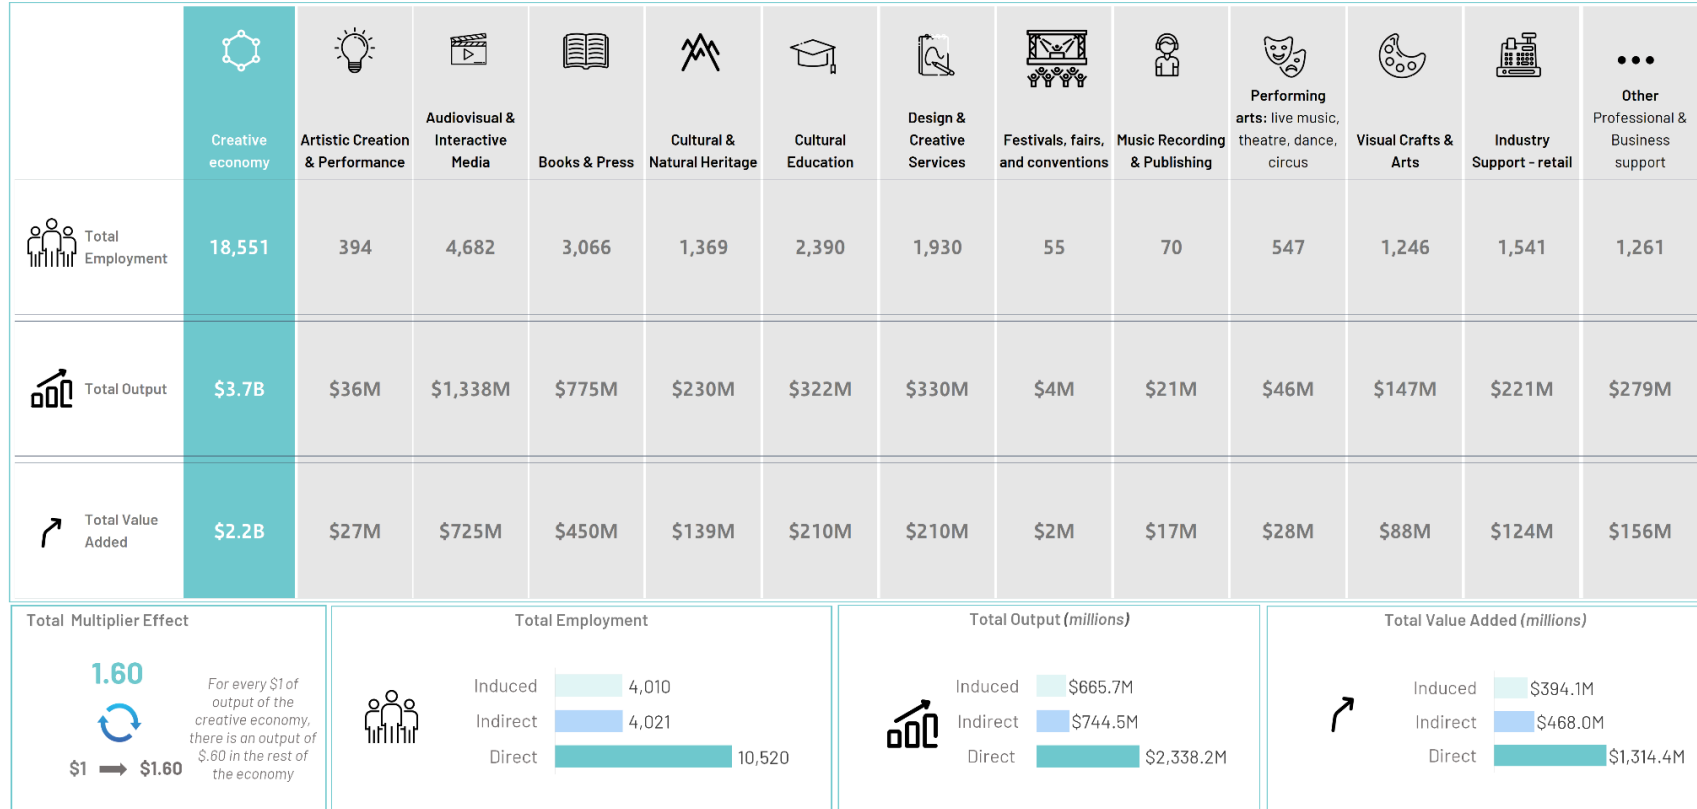 Creative
economy
Artistic Creation
& Performance
Audiovisual &
Interactive
Media
Books & Press
Cultural &
Natural Heritage
Cultural
Education
Design &
Creative
Services
Festivals, fairs,
and conventions
Music Recording
& Publishing
Performing
arts: live music,
theatre, dance,
circus
Visual Crafts &
Arts
Industry
Support - retail
Other
Professional &
Business
support
Total
Employment
18,551
394
4,682
3,066
1,369
2,390
1,930
55
70
547
1,246
1,541
1,261
Total Output
$3.7B
$36M
$1,338M
$775M
$230M
$322M
$330M
$4M
$21M
$46M
$147M
$221M
$279M
Total Value
Added
$2.2B
$27M
$725M
$450M
$139M
$210M
$210M
$2M
$17M
$28M
$88M
$124M
$156M
Total Multiplier Effect
1.60
$1 $1.60
For every $1 of
output of the
creative economy,
there is an output of
$.60 in the rest of
the economy
Total Employment
Induced 4,010
Indirect 4,021
Direct 10,520
Total Output (millions)
Induced $665.7M
Indirect $744.5M
Direct $2,338.2M
Total Value Added (millions)
Induced $394.1M
Indirect $468.0M
Direct $1,314.4M